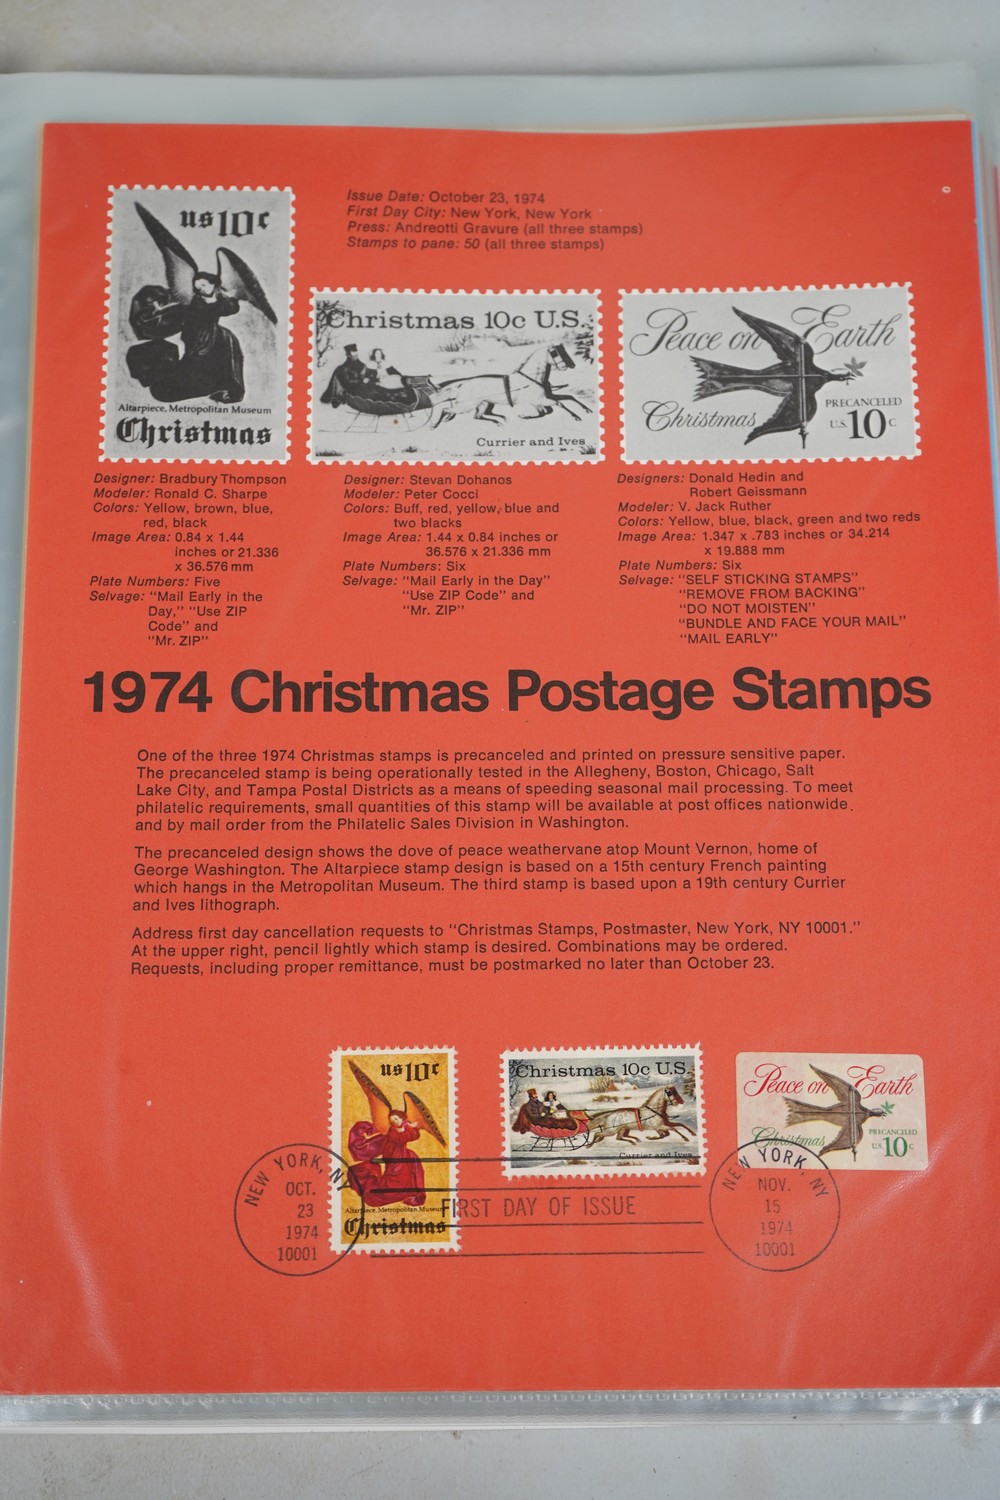 Issue Date: October 23, 1974
First Day City: New York, New York
Press: Andreotti Gravure (all three stamps)
Stamps to pane: 50 (all three stamps)
us 10c
Altarpiece, Metropolitan Museum
Christmas
Christmas 10c U.S.
Currier and Ives
Peace on Earth
Christmas
PRECANCELED
U.S. 10c
Designer: Bradbury Thompson
Modeler: Ronald C. Sharpe
Colors: Yellow, brown, blue,
red, black
Image Area: 0.84 x 1.44
inches or 21.336
x 36.576 mm
Plate Numbers: Five
Selvage: "Mail Early in the
Day," "Use ZIP
Code" and
"Mr. ZIP"
Designer: Stevan Dohanos
Modeler: Peter Cocci
Colors: Buff, red, yellow, blue and
two blacks
Image Area: 1.44 x 0.84 inches or
36.576 x 21.336 mm
Plate Numbers: Six
Selvage: "Mail Early in the Day"
"Use ZIP Code" and
"Mr. ZIP"
Designers: Donald Hedin and
Robert Geissmann
Modeler: V. Jack Ruther
Colors: Yellow, blue, black, green and two reds
Image Area: 1.347 x .783 inches or 34.214
x 19.888 mm
Plate Numbers: Six
Selvage: "SELF STICKING STAMPS"
"REMOVE FROM BACKING"
"DO NOT MOISTEN"
"BUNDLE AND FACE YOUR MAIL"
"MAIL EARLY"
1974 Christmas Postage Stamps
One of the three 1974 Christmas stamps is precanceled and printed on pressure sensitive paper.
The precanceled stamp is being operationally tested in the Allegheny, Boston, Chicago, Salt
Lake City, and Tampa Postal Districts as a means of speeding seasonal mail processing. To meet
philatelic requirements, small quantities of this stamp will be available at post offices nationwide,
and by mail order from the Philatelic Sales Division in Washington.
The precanceled design shows the dove of peace weathervane atop Mount Vernon, home of
George Washington. The Altarpiece stamp design is based on a 15th century French painting
which hangs in the Metropolitan Museum. The third stamp is based upon a 19th century Currier
and Ives lithograph.
Address first day cancellation requests to "Christmas Stamps, Postmaster, New York, NY 10001."
At the upper right, pencil lightly which stamp is desired. Combinations may be ordered.
Requests, including proper remittance, must be postmarked no later than October 23.
us 10c
Altarpiece, Metropolitan Museum
Christmas
Christmas 10c U.S.
Currier and Ives
Peace on Earth
Christmas
PRECANCELED
U.S. 10c
NEW YORK, NY
OCT.
23
1974
10001
FIRST DAY OF ISSUE
NEW YORK, NY
NOV.
15
1974
10001